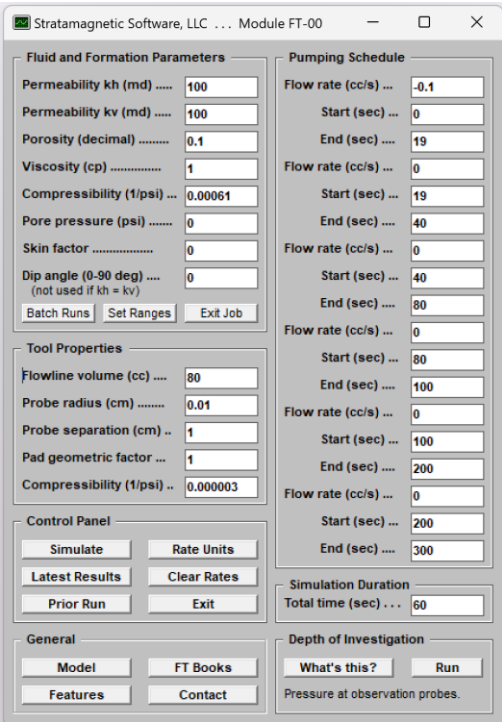 Stratamagnetic Software, LLC ... Module FT-00
Fluid and Formation Parameters
Permeability kh (md) ..... 100
Permeability kv (md) ..... 100
Porosity (decimal) ......... 0.1
Viscosity (cp) ............... 1
Compressibility (1/psi) ... 0.00061
Pore pressure (psi) ....... 0
Skin factor .................. 0
Dip angle (0-90 deg) .... 0
(not used if kh = kv)
Batch Runs Set Ranges Exit Job
Tool Properties
Flowline volume (cc) .... 80
Probe radius (cm) ........ 0.01
Probe separation (cm) .. 1
Pad geometric factor ... 1
Compressibility (1/psi) .. 0.000003
Control Panel
Simulate Rate Units
Latest Results Clear Rates
Prior Run Exit
General
Model FT Books
Features Contact
Pumping Schedule
Flow rate (cc/s) ... -0.1
Start (sec) ... 0
End (sec) .... 19
Flow rate (cc/s) ... 0
Start (sec) ... 19
End (sec) .... 40
Flow rate (cc/s) ... 0
Start (sec) ... 40
End (sec) .... 80
Flow rate (cc/s) ... 0
Start (sec) ... 80
End (sec) .... 100
Flow rate (cc/s) ... 0
Start (sec) ... 100
End (sec) .... 200
Flow rate (cc/s) ... 0
Start (sec) ... 200
End (sec) .... 300
Simulation Duration
Total time (sec) . . . 60
Depth of Investigation
What's this? Run
Pressure at observation probes.